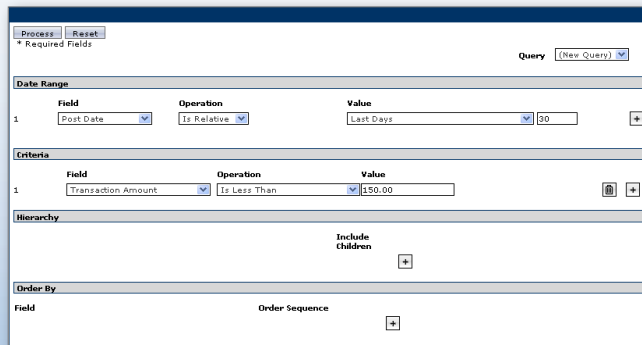 Process Reset
* Required Fields
Query (New Query)
Date Range
Field Operation Value
1 Post Date Is Relative Last Days 30 +
Criteria
Field Operation Value
1 Transaction Amount Is Less Than 150.00 +
Hierarchy
Include
Children
+
Order By
Field Order Sequence
+